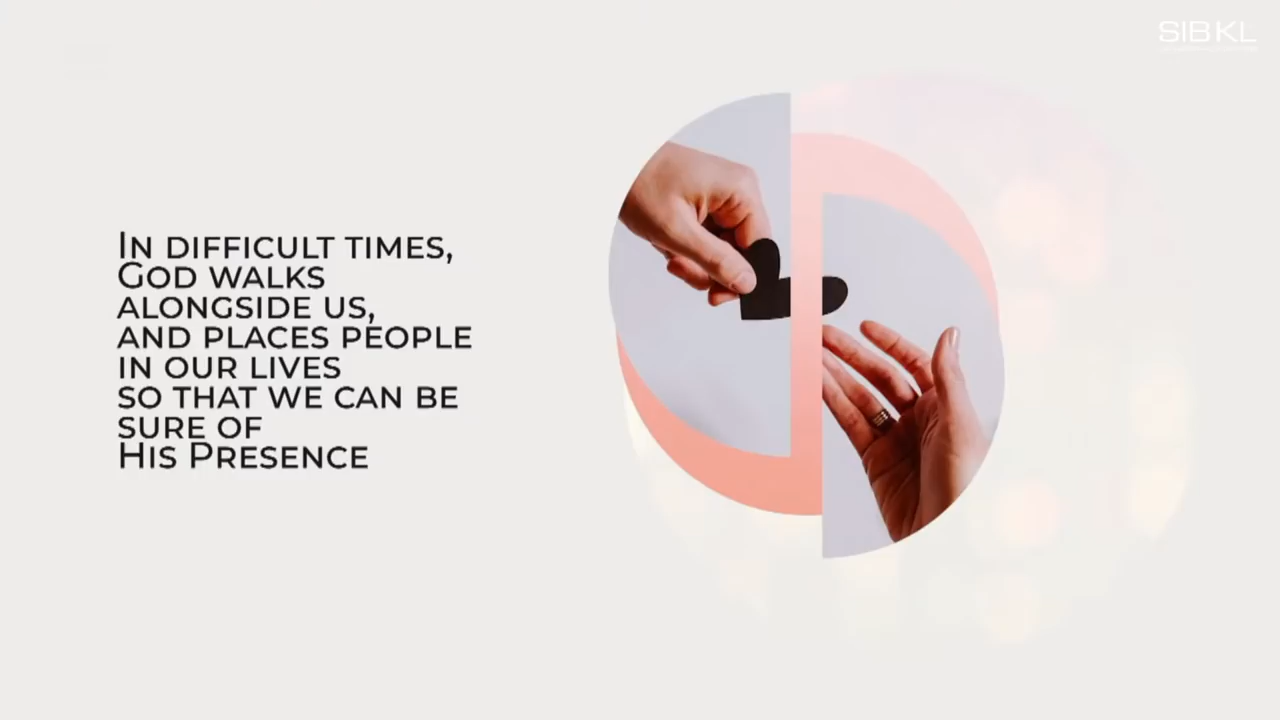 SIBKL
In difficult times,
God walks
alongside us,
and places people
in our lives
so that we can be
sure of
His Presence